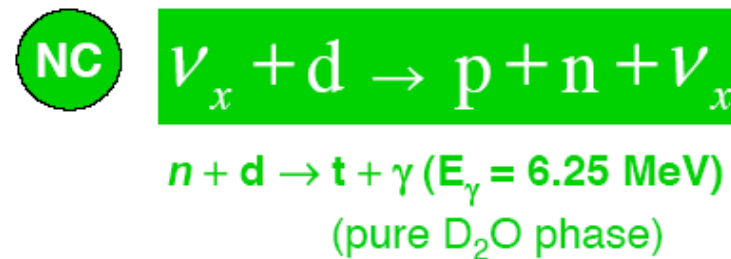 NC
νₓ + d → p + n + νₓ
n + d → t + γ (Eᵧ = 6.25 MeV)
(pure D₂O phase)